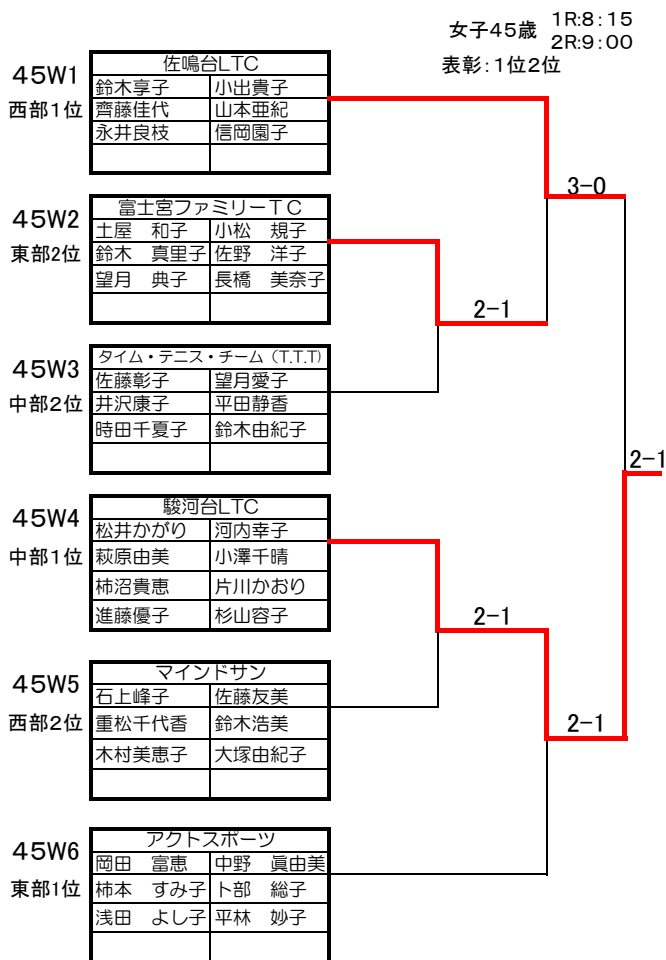 女子45歳 1R:8:15
2R:9:00
表彰:1位2位
45W1
西部1位
佐鳴台LTC
鈴木享子 小出貴子
齊藤佳代 山本亜紀
永井良枝 信岡園子
3-0
45W2
東部2位
富士宮ファミリーTC
土屋 和子 小松 規子
鈴木 真里子 佐野 洋子
望月 典子 長橋 美奈子
2-1
45W3
中部2位
タイム・テニス・チーム(T.T.T)
佐藤彰子 望月愛子
井沢康子 平田静香
時田千夏子 鈴木由紀子
2-1
45W4
中部1位
駿河台LTC
松井かがり 河内幸子
萩原由美 小澤千晴
柿沼貴恵 片川かおり
進藤優子 杉山容子
2-1
45W5
西部2位
マインドサン
石上峰子 佐藤友美
重松千代香 鈴木浩美
木村美恵子 大塚由紀子
2-1
45W6
東部1位
アクトスポーツ
岡田 富恵 中野 眞由美
柿本 すみ子 卜部 総子
浅田 よし子 平林 妙子